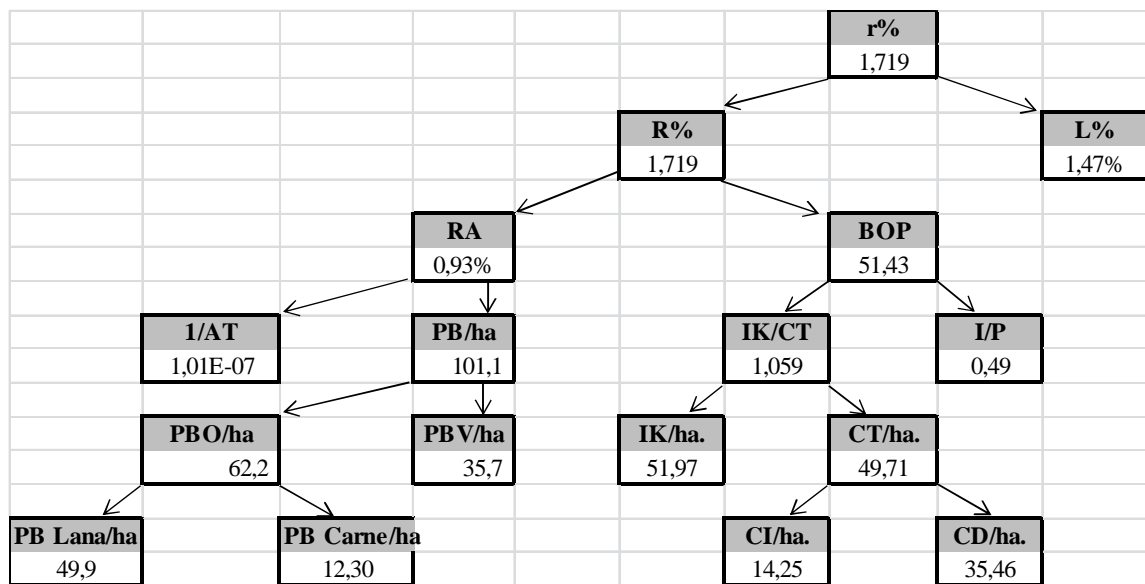 r%
1,719
R%
L%
1,719
1,47%
RA
BOP
0,93%
51,43
1/AT
PB/ha
IK/CT
I/P
1,01E-07
101,1
1,059
0,49
PBO/ha
PBV/ha
IK/ha.
CT/ha.
62,2
35,7
51,97
49,71
PB Lana/ha
PB Carne/ha
CI/ha.
CD/ha.
49,9
12,30
14,25
35,46